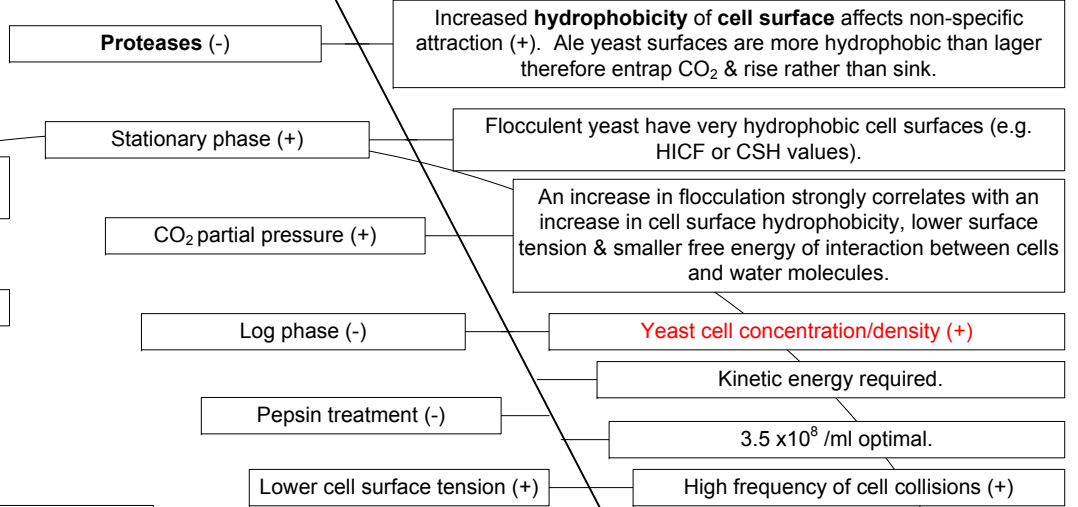 Increased hydrophobicity of cell surface affects non-specific
attraction (+). Ale yeast surfaces are more hydrophobic than lager
therefore entrap CO₂ & rise rather than sink.
Proteases (-)
Stationary phase (+)
Flocculent yeast have very hydrophobic cell surfaces (e.g.
HICF or CSH values).
An increase in flocculation strongly correlates with an
increase in cell surface hydrophobicity, lower surface
tension & smaller free energy of interaction between cells
and water molecules.
CO₂ partial pressure (+)
Log phase (-)
Yeast cell concentration/density (+)
Kinetic energy required.
Pepsin treatment (-)
3.5 x10⁸ /ml optimal.
Lower cell surface tension (+)
High frequency of cell collisions (+)